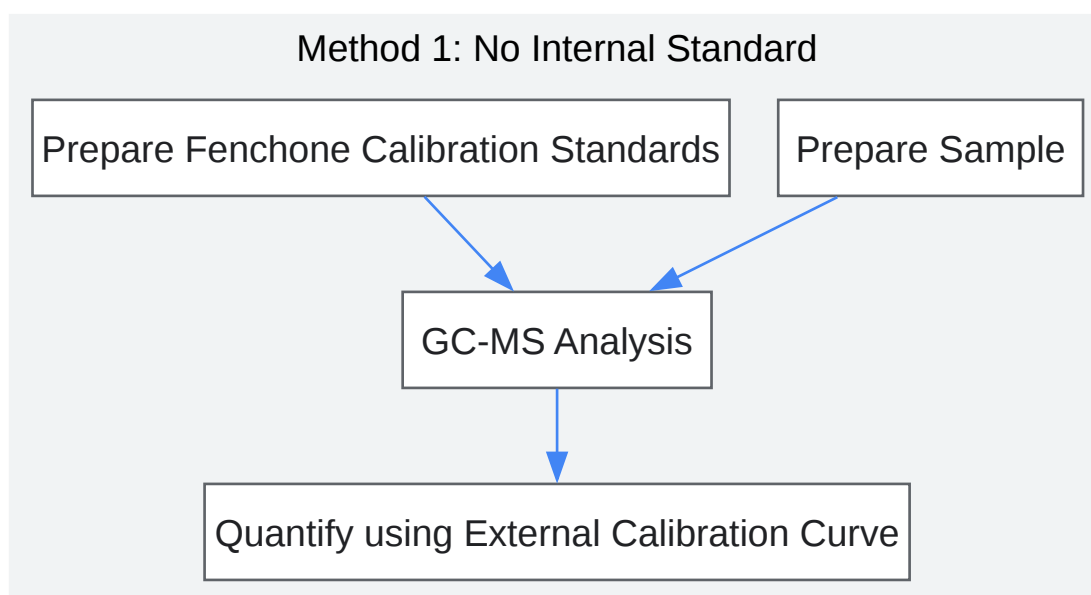 Method 1: No Internal Standard
Prepare Fenchone Calibration Standards
Prepare Sample
GC-MS Analysis
Quantify using External Calibration Curve